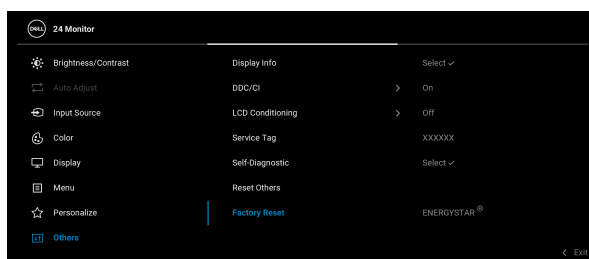 DELL 24 Monitor
Brightness/Contrast Display Info Select ✓
Auto Adjust DDC/CI > On
Input Source LCD Conditioning > Off
Color Service Tag XXXXXX
Display Self-Diagnostic Select ✓
Menu Reset Others
Personalize Factory Reset ENERGYSTAR ®
Others
< Exit